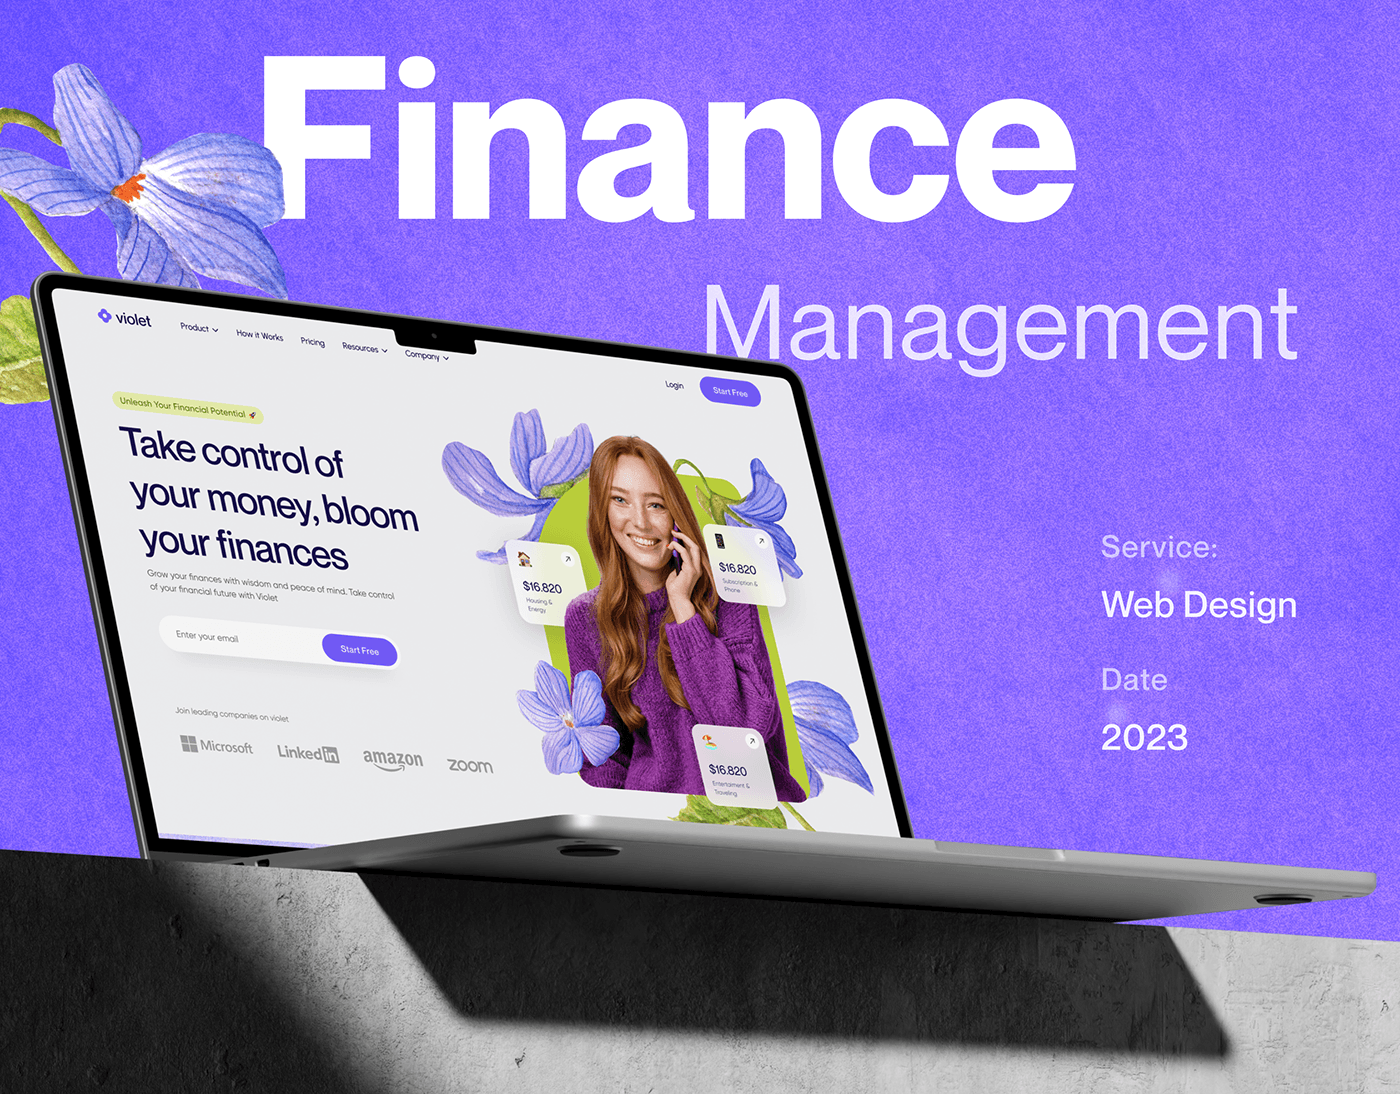 Finance
Management
violet
Product
How it Works
Pricing
Resources
Company
Login
Start Free
Unleash Your Financial Potential 🚀
Take control of
your money, bloom
your finances
Grow your finances with wisdom and peace of mind. Take control
of your financial future with Violet
Enter your email
Start Free
Join leading companies on violet
Microsoft
LinkedIn
amazon
zoom
$16.820
Housing &
Energy
$16.820
Subscription &
Phone
$16.820
Entertaiment &
Traveling
Service:
Web Design
Date
2023